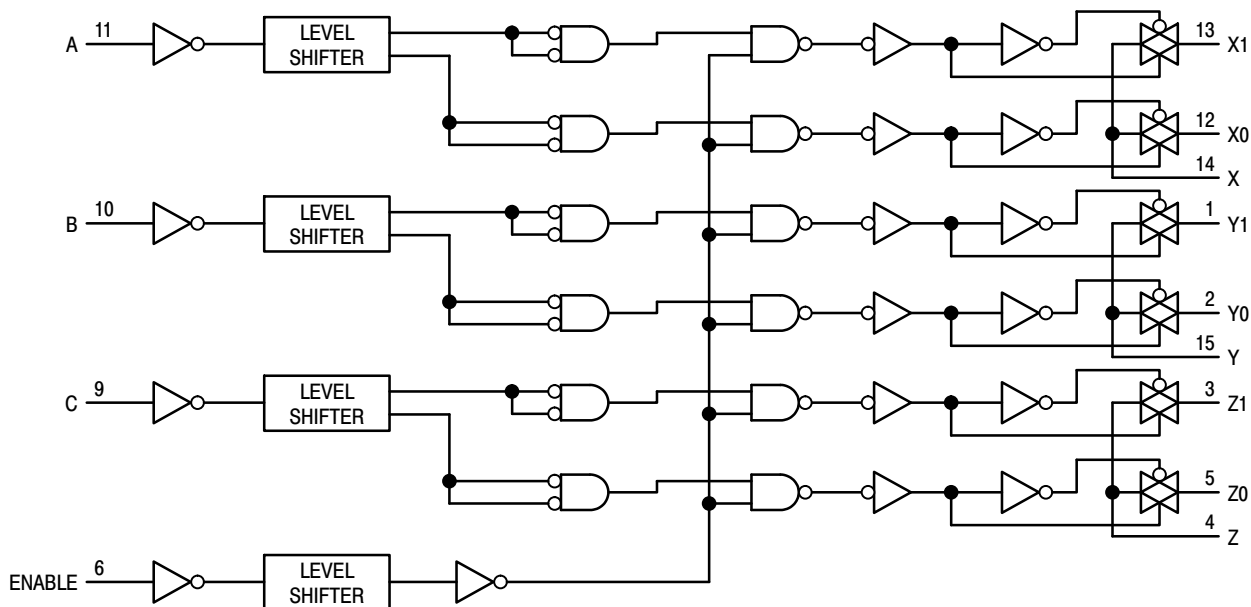 A 11 LEVEL SHIFTER 13 X1
12 X0
14 X
B 10 LEVEL SHIFTER 1 Y1
2 Y0
15 Y
C 9 LEVEL SHIFTER 3 Z1
5 Z0
4 Z
ENABLE 6 LEVEL SHIFTER